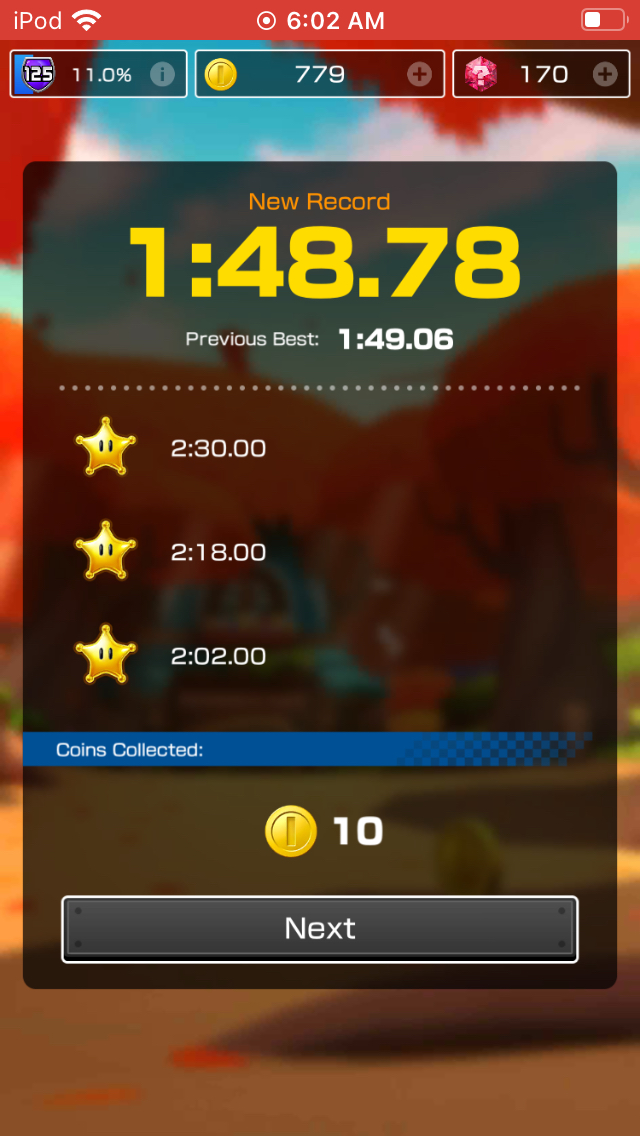 iPod 6:02 AM
125 11.0% i 779 + ? 170 +
New Record
1:48.78
Previous Best: 1:49.06
2:30.00
2:18.00
2:02.00
Coins Collected:
10
Next